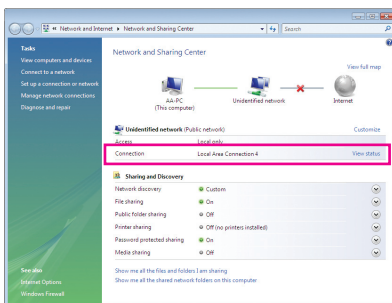 « Network and Internet ▸ Network and Sharing Center
Search
Tasks
View computers and devices
Connect to a network
Set up a connection or network
Manage network connections
Diagnose and repair
Network and Sharing Center
View full map
AA-PC
(This computer)
Unidentified network
Internet
Unidentified network (Public network)
Customize
Access
Local only
Connection
Local Area Connection 4
View status
Sharing and Discovery
Network discovery
Custom
File sharing
On
Public folder sharing
Off
Printer sharing
Off (no printers installed)
Password protected sharing
On
Media sharing
Off
Show me all the files and folders I am sharing
Show me all the shared network folders on this computer
See also
Internet Options
Windows Firewall